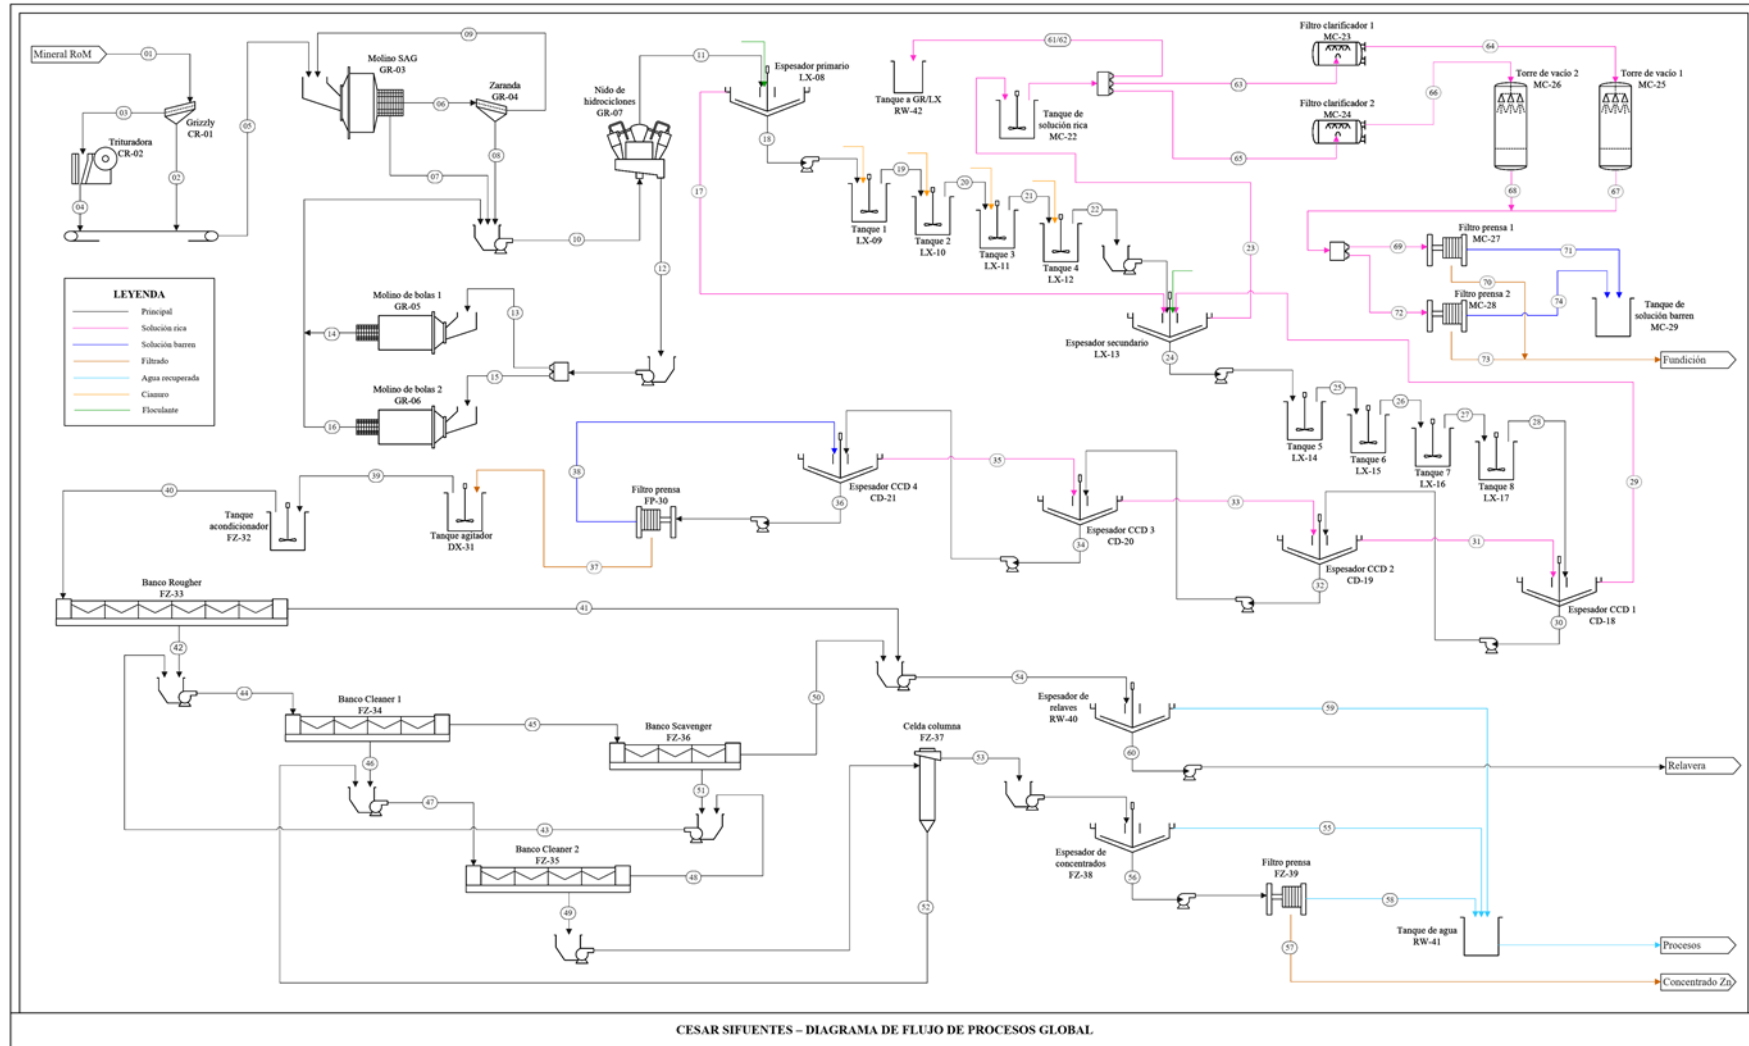 Mineral RoM
01
03
Grizzly
CR-01
Trituradora
CR-02
02
04
05
09
Molino SAG
GR-03
06
Zaranda
GR-04
08
07
Nido de
hidrociclones
GR-07
10
11
12
Molino de bolas 1
GR-05
13
14
15
Molino de bolas 2
GR-06
16
LEYENDA
Principal
Solución rica
Solución barren
Filtrado
Agua recuperada
Cianuro
Floculante
Espesador primario
LX-08
17
18
Tanque 1
LX-09
19
Tanque 2
LX-10
20
Tanque 3
LX-11
21
Tanque 4
LX-12
22
23
Espesador secundario
LX-13
24
Tanque 5
LX-14
25
Tanque 6
LX-15
26
Tanque 7
LX-16
27
Tanque 8
LX-17
28
29
Espesador CCD 1
CD-18
30
31
Espesador CCD 2
CD-19
32
33
Espesador CCD 3
CD-20
34
35
Espesador CCD 4
CD-21
36
Filtro prensa
FP-30
37
38
Tanque agitador
DX-31
39
Tanque
acondicionador
FZ-32
40
61/62
Tanque a GR/LX
RW-42
Tanque de
solución rica
MC-22
63
65
Filtro clarificador 1
MC-23
64
Filtro clarificador 2
MC-24
66
Torre de vacío 2
MC-26
Torre de vacío 1
MC-25
68
67
69
Filtro prensa 1
MC-27
71
70
72
Filtro prensa 2
MC-28
74
73
Tanque de
solución barren
MC-29
Fundición
Banco Rougher
FZ-33
41
42
44
Banco Cleaner 1
FZ-34
45
46
Banco Scavenger
FZ-36
50
51
47
43
Banco Cleaner 2
FZ-35
48
49
Celda columna
FZ-37
53
52
54
Espesador de
relaves
RW-40
59
60
Relavera
Espesador de
concentrados
FZ-38
55
56
Filtro prensa
FZ-39
58
57
Tanque de agua
RW-41
Procesos
Concentrado Zn
CESAR SIFUENTES – DIAGRAMA DE FLUJO DE PROCESOS GLOBAL